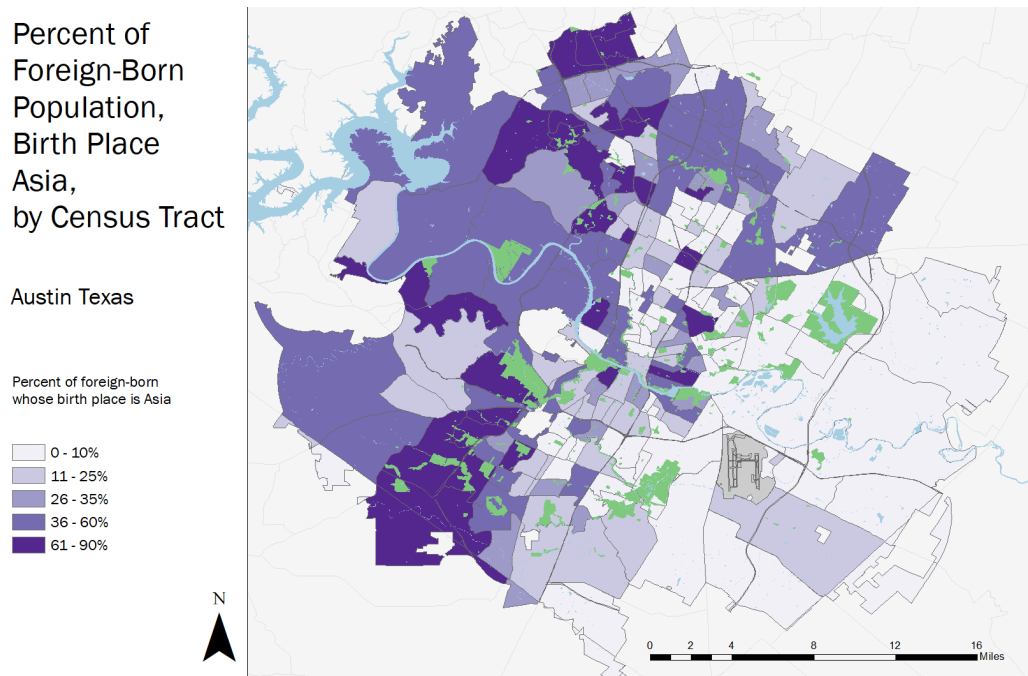 Percent of
Foreign-Born
Population,
Birth Place
Asia,
by Census Tract
Austin Texas
Percent of foreign-born
whose birth place is Asia
0 - 10%
11 - 25%
26 - 35%
36 - 60%
61 - 90%
N
0 2 4 8 12 16
Miles